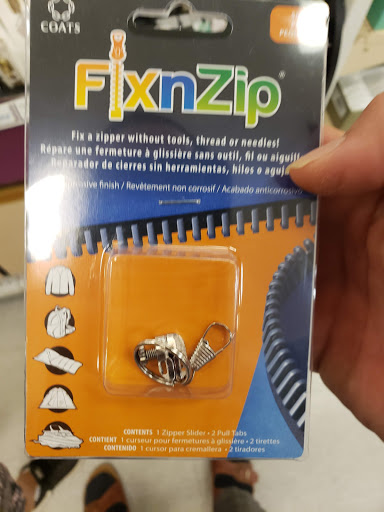 COATS
FixnZip®
Fix a zipper without tools, thread or needles!
Répare une fermeture à glissière sans outil, fil ou aiguille
Reparador de cierres sin herramientas, hilos o
finish / Revêtement non corrosif / Acabado anticorrosivo
CONTENTS 1 Zipper Slider • 2 Pull Tabs
CONTIENT 1 curseur pour fermetures à glissière • 2 tirettes
CONTENIDO 1 cursor para cremallera • 2 tiradores